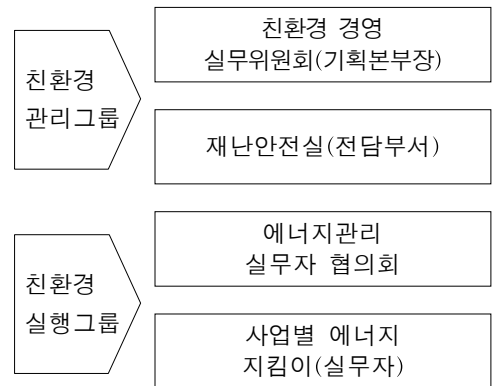 친환경
관리그룹
친환경 경영
실무위원회(기획본부장)
재난안전실(전담부서)
친환경
실행그룹
에너지관리
실무자 협의회
사업별 에너지
지킴이(실무자)